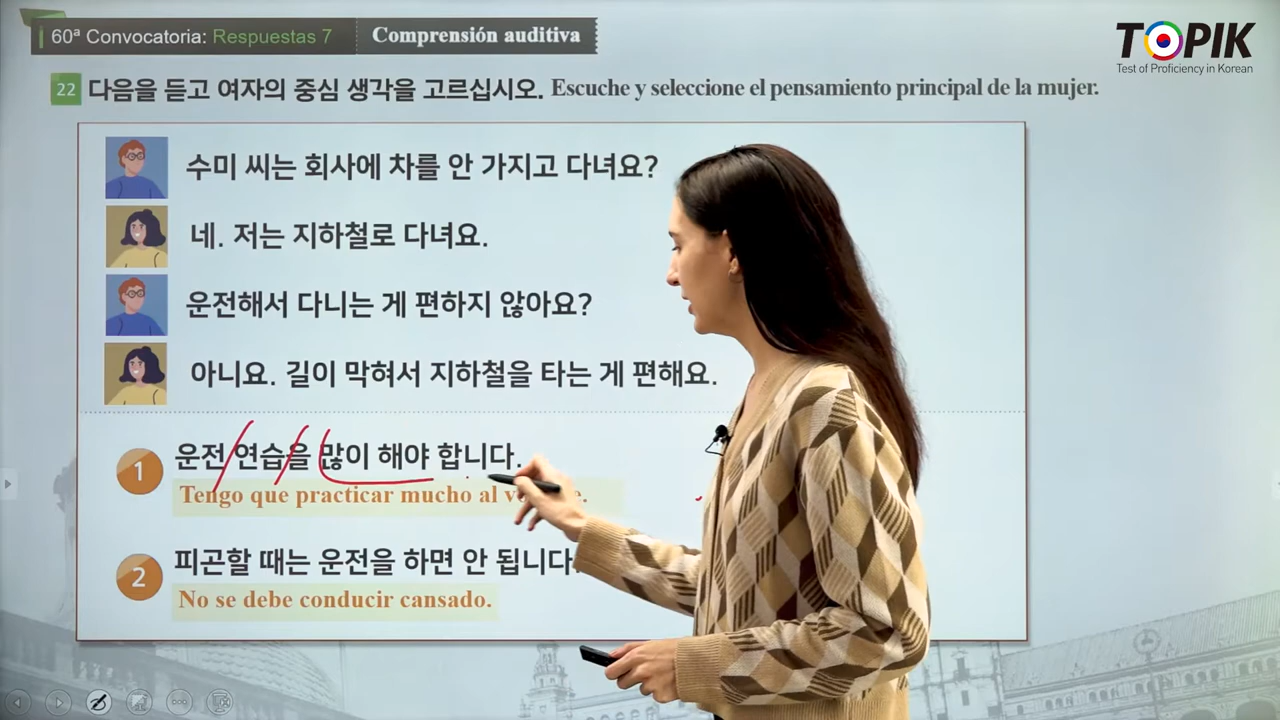 60ª Convocatoria: Respuestas 7
Comprensión auditiva
TOPIK
Test of Proficiency in Korean
22 다음을 듣고 여자의 중심 생각을 고르십시오. Escuche y seleccione el pensamiento principal de la mujer.
수미 씨는 회사에 차를 안 가지고 다녀요?
네. 저는 지하철로 다녀요.
운전해서 다니는 게 편하지 않아요?
아니요. 길이 막혀서 지하철을 타는 게 편해요.
1 운전 연습을 많이 해야 합니다.
Tengo que practicar mucho al
2 피곤할 때는 운전을 하면 안 됩니다.
No se debe conducir cansado.